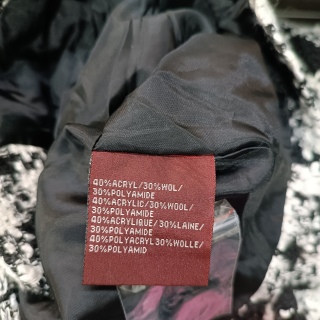 40%ACRYL/30%WOL/
30%POLYAMIDE
40%ACRYLIC/30%WOOL/
30%POLYAMIDE
40%ACRYLIQUE/30%LAINE/
30%POLYAMIDE
40%POLYACRYL30%WOLLE/
30%POLYAMID